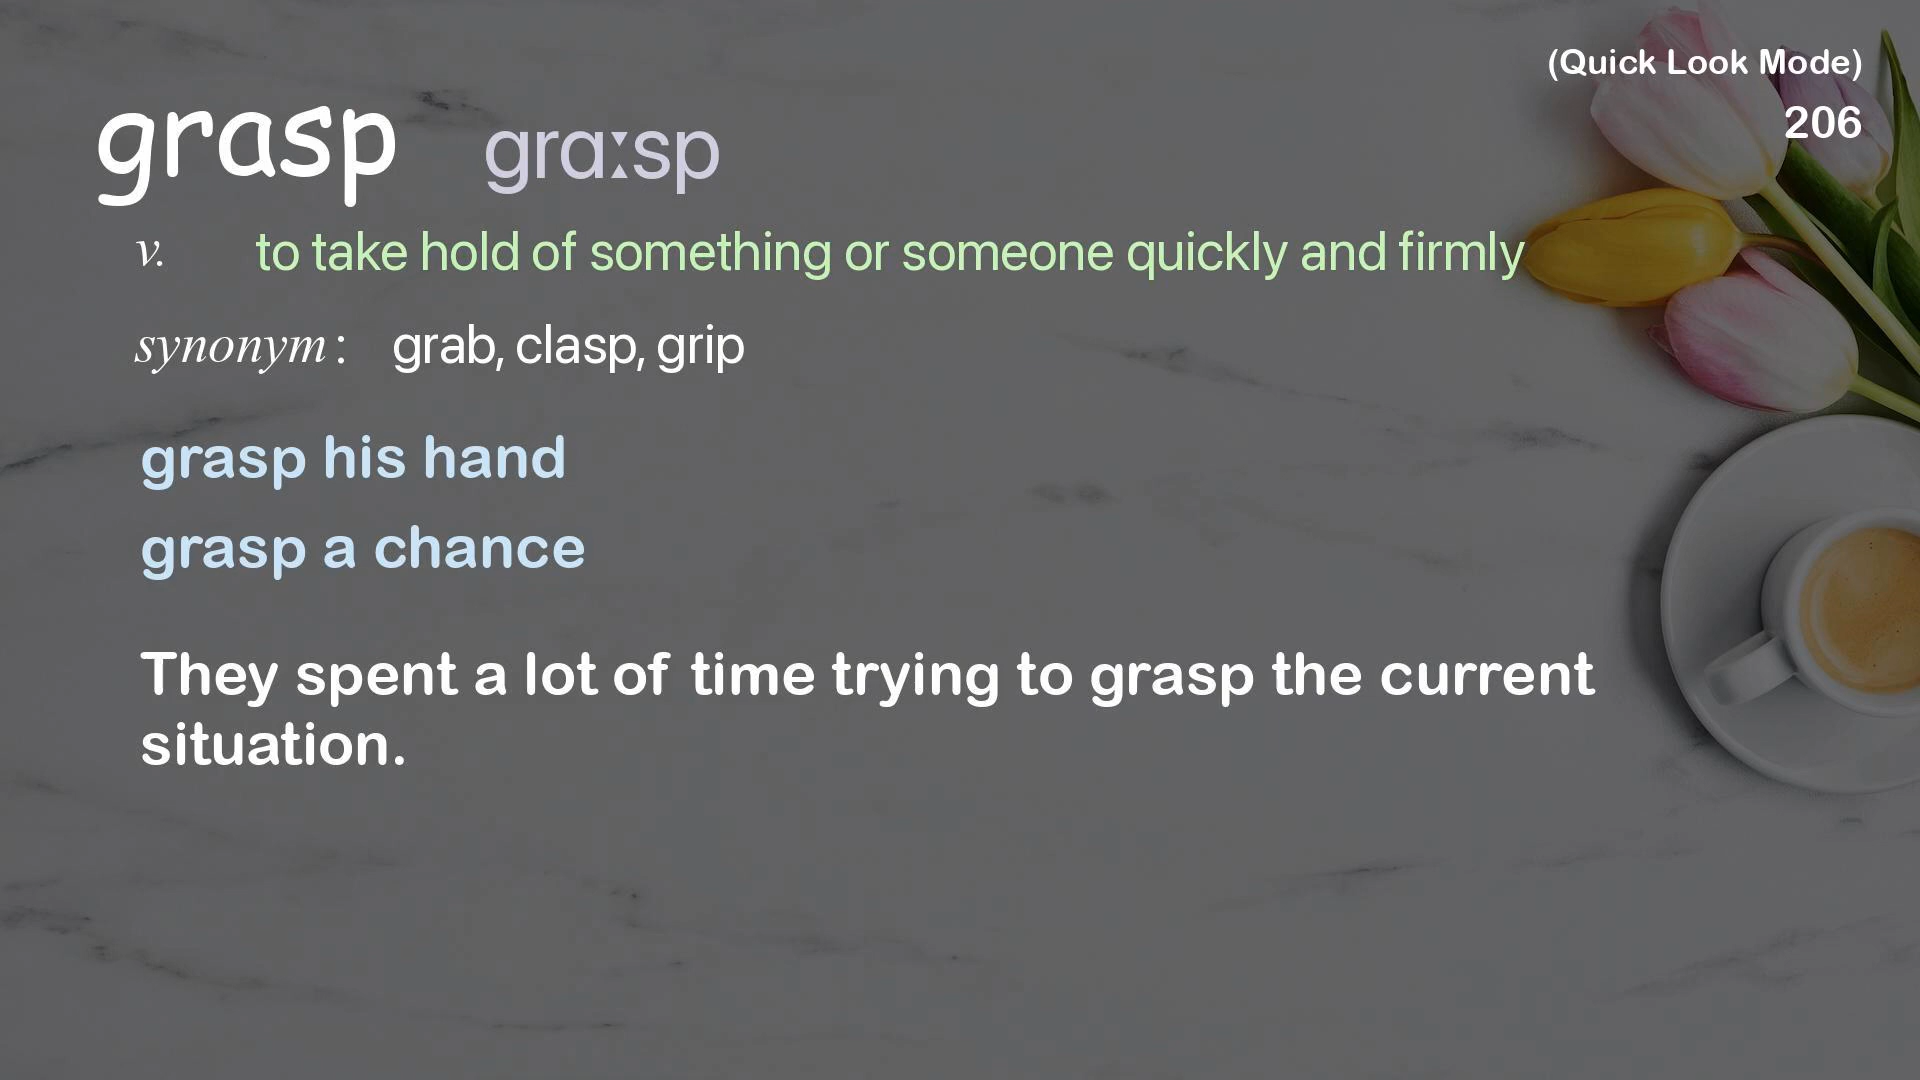 (Quick Look Mode)
206
grasp grɑːsp
v. to take hold of something or someone quickly and firmly
synonym: grab, clasp, grip
grasp his hand
grasp a chance
They spent a lot of time trying to grasp the current
situation.